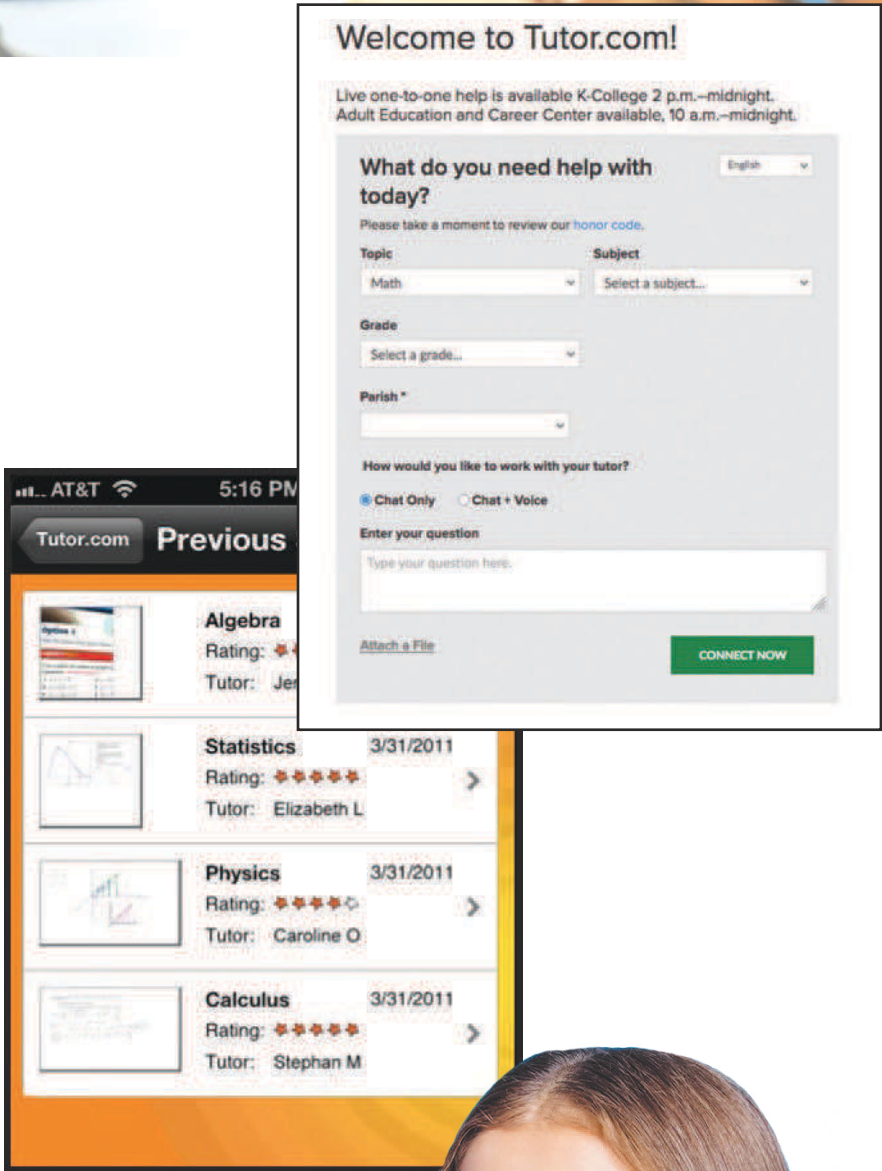 Welcome to Tutor.com!
Live one-to-one help is available K-College 2 p.m.–midnight.
Adult Education and Career Center available, 10 a.m.–midnight.
What do you need help with
today?
English
Please take a moment to review our honor code.
Topic
Subject
Math
Select a subject...
Grade
Select a grade...
Parish *
How would you like to work with your tutor?
Chat Only
Chat + Voice
Enter your question
Type your question here.
Attach a File
CONNECT NOW
AT&T
5:16 PM
Tutor.com
Previous
Algebra
Rating:
Tutor:
Statistics 3/31/2011
Rating:
Tutor: Elizabeth L
Physics 3/31/2011
Rating:
Tutor: Caroline O
Calculus 3/31/2011
Rating:
Tutor: Stephan M